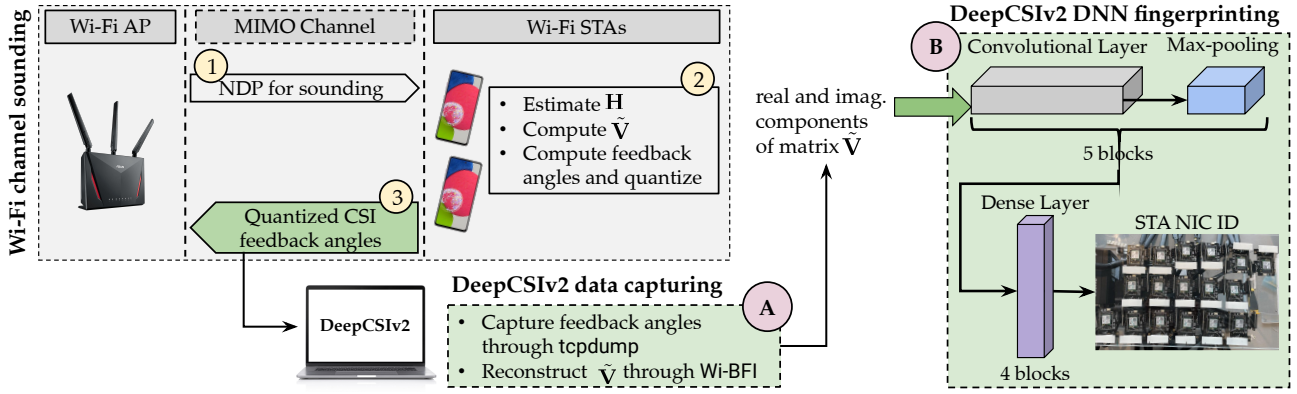 Wi-Fi channel sounding
Wi-Fi AP
MIMO Channel
Wi-Fi STAs
1
NDP for sounding
2
• Estimate H
• Compute Ṽ
• Compute feedback
angles and quantize
3
Quantized CSI
feedback angles
DeepCSIv2
DeepCSIv2 data capturing
A
• Capture feedback angles
through tcpdump
• Reconstruct Ṽ through Wi-BFI
real and imag.
components
of matrix Ṽ
DeepCSIv2 DNN fingerprinting
B
Convolutional Layer
Max-pooling
5 blocks
Dense Layer
4 blocks
STA NIC ID